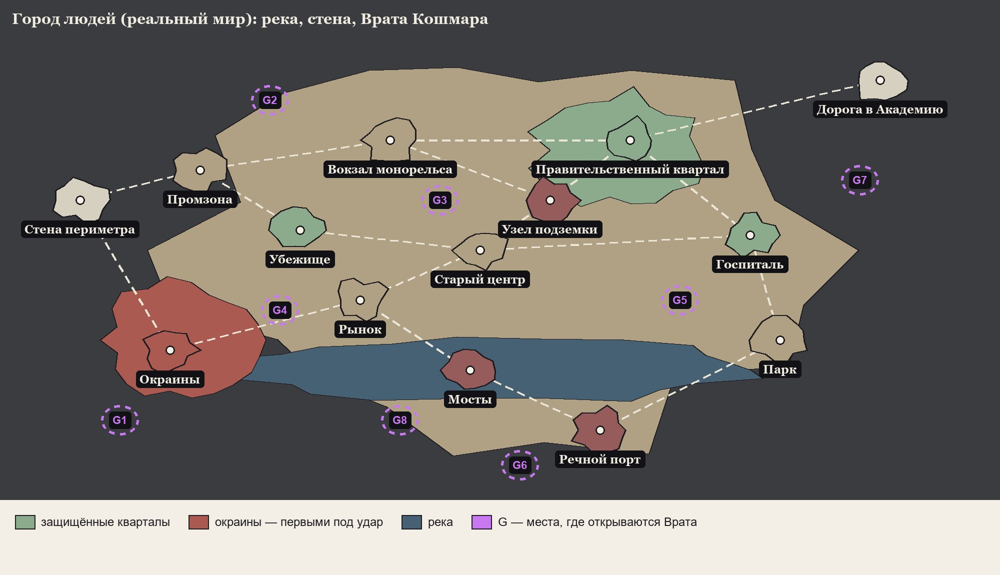 Город людей (реальный мир): река, стена, Врата Кошмара
G2
Дорога в Академию
Вокзал монорельса
Правительственный квартал
G7
Промзона
G3
Стена периметра
Узел подземки
Убежище
Госпиталь
Старый центр
G4
G5
Рынок
Парк
Окраины
Мосты
G1
G8
Речной порт
G6
защищённые кварталы
окраины — первыми под удар
река
G — места, где открываются Врата